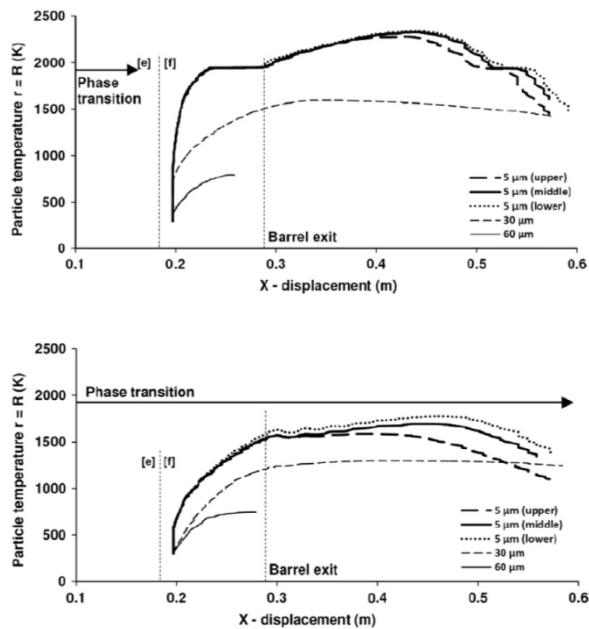 2500
2000
1500
1000
500
0
Particle temperature r = R (K)
[e] [f]
Phase
transition
5 µm (upper)
5 µm (middle)
5 µm (lower)
30 µm
60 µm
Barrel exit
0.1 0.2 0.3 0.4 0.5 0.6
X - displacement (m)
2500
2000
1500
1000
500
0
Particle temperature r = R (K)
Phase transition
[e] [f]
5 µm (upper)
5 µm (middle)
5 µm (lower)
30 µm
60 µm
Barrel exit
0.1 0.2 0.3 0.4 0.5 0.6
X - displacement (m)